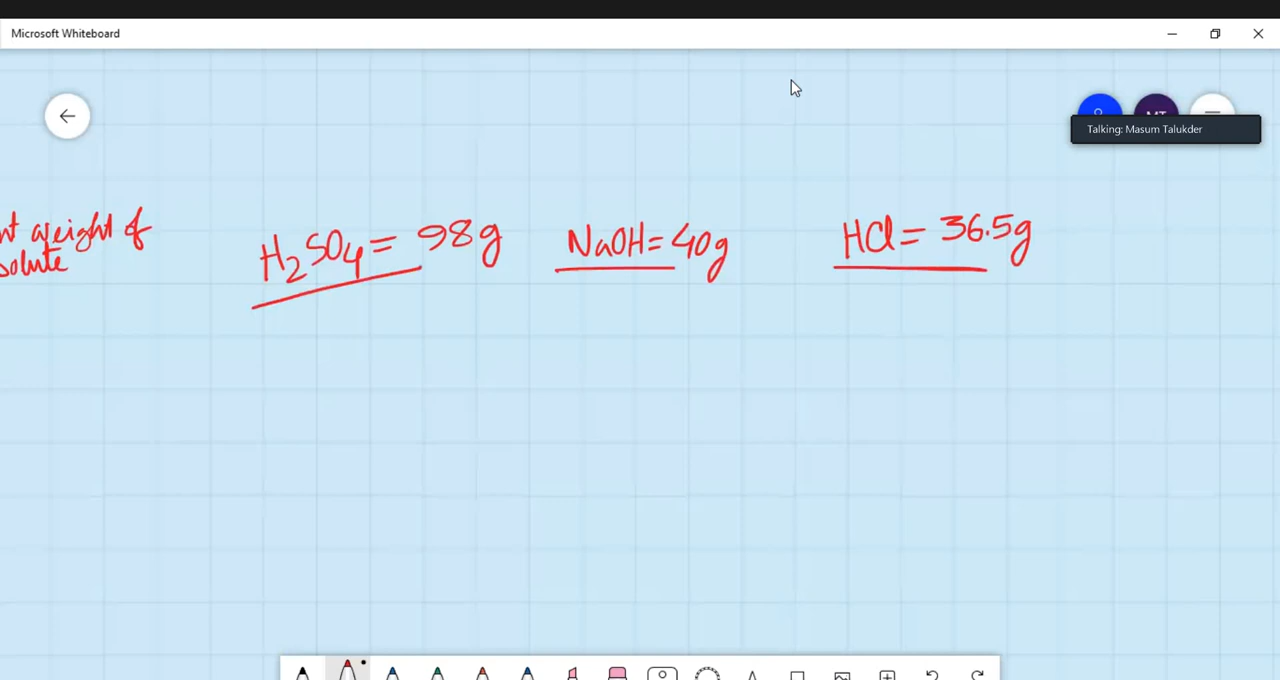 Microsoft Whiteboard
Talking: Masum Talukder
weight of
solute
H₂SO₄ = 98g
NaOH = 40g
HCl = 36.5g